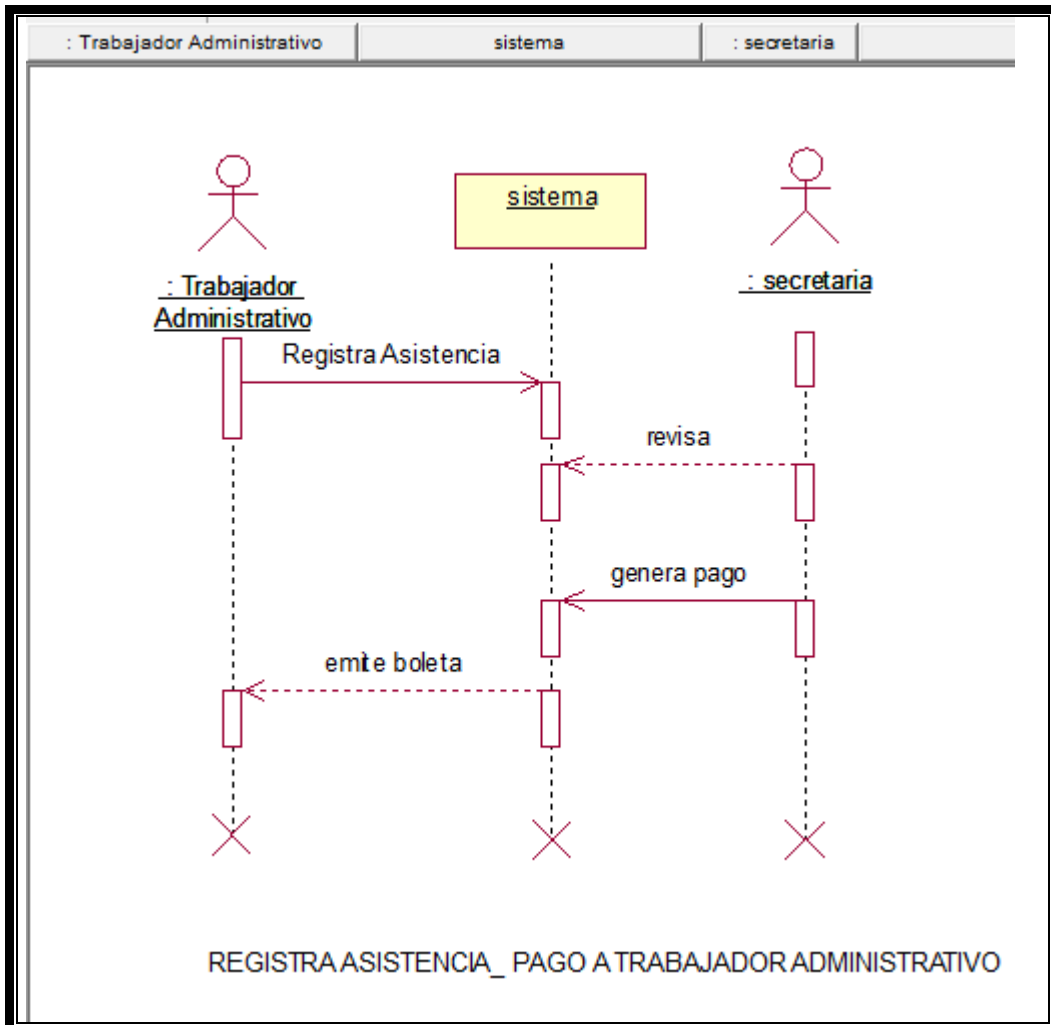 : Trabajador Administrativo
sistema
: secretaria
sistema
: Trabajador
Administrativo
: secretaria
Registra Asistencia
revisa
genera pago
emite boleta
REGISTRA ASISTENCIA_ PAGO A TRABAJADOR ADMINISTRATIVO